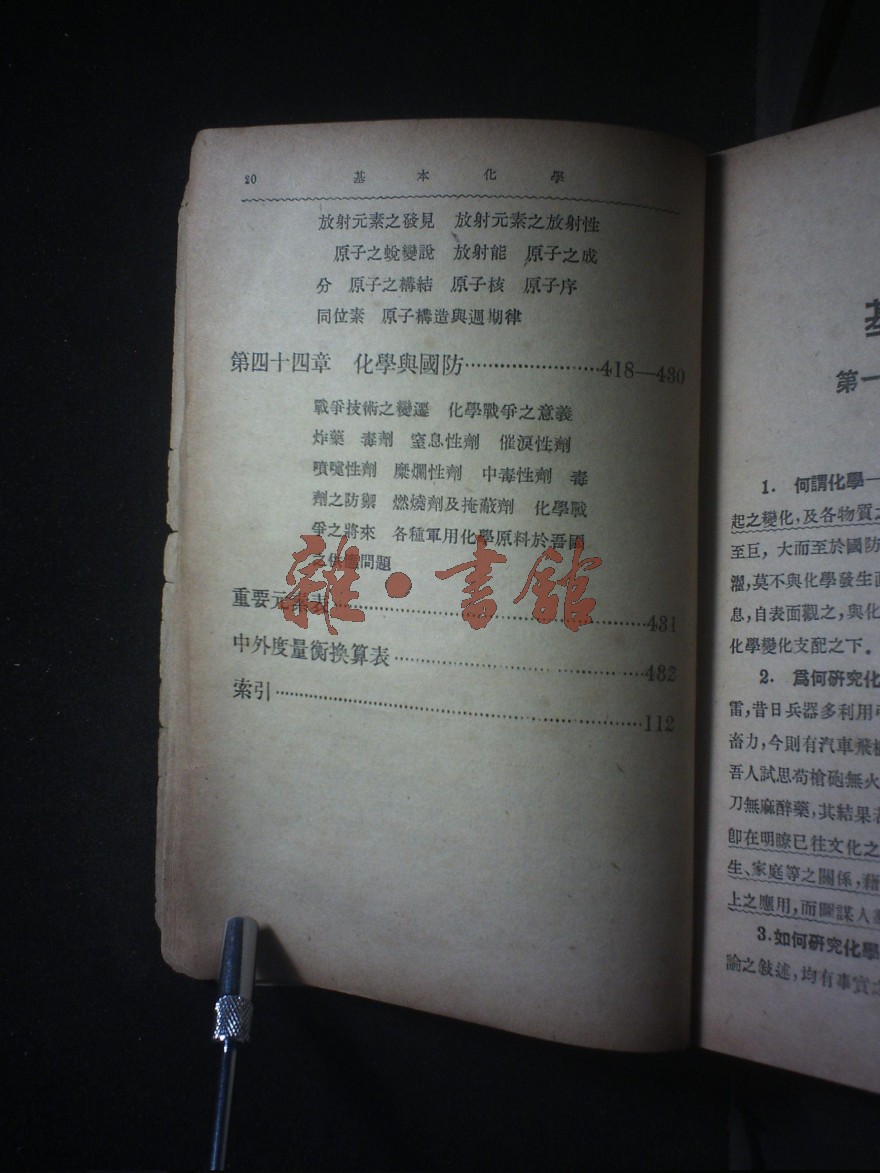 20 基本化學
放射元素之發見 放射元素之放射性
原子之蛻變說 放射能 原子之成
分 原子之構結 原子核 原子序
同位素 原子構造與週期律
第四十四章 化學與國防……………………418—430
戰爭技術之變遷 化學戰爭之意義
炸藥 毒劑 窒息性劑 催淚性劑
噴嚏性劑 糜爛性劑 中毒性劑 毒
劑之防禦 燃燒劑及掩蔽劑 化學戰
爭之將來 各種軍用化學原料於吾國
之供應問題
重要元素表……………………431
中外度量衡換算表……………………432
索引……………………112
雜·書館
基
第一
1. 何謂化學—
起之變化,及各物質之
至巨,大而至於國防
濯,莫不與化學發生
息,自表面觀之,與化
化學變化支配之下。
2. 爲何研究化
雷,昔日兵器多利用
畜力,今則有汽車飛機
吾人試思苟槍砲無火
刀無麻醉藥,其結果
卽在明瞭已往文化之
生、家庭等之關係,
上之應用,而圖謀人
3.如何研究化學
論之敍述,均有事實之